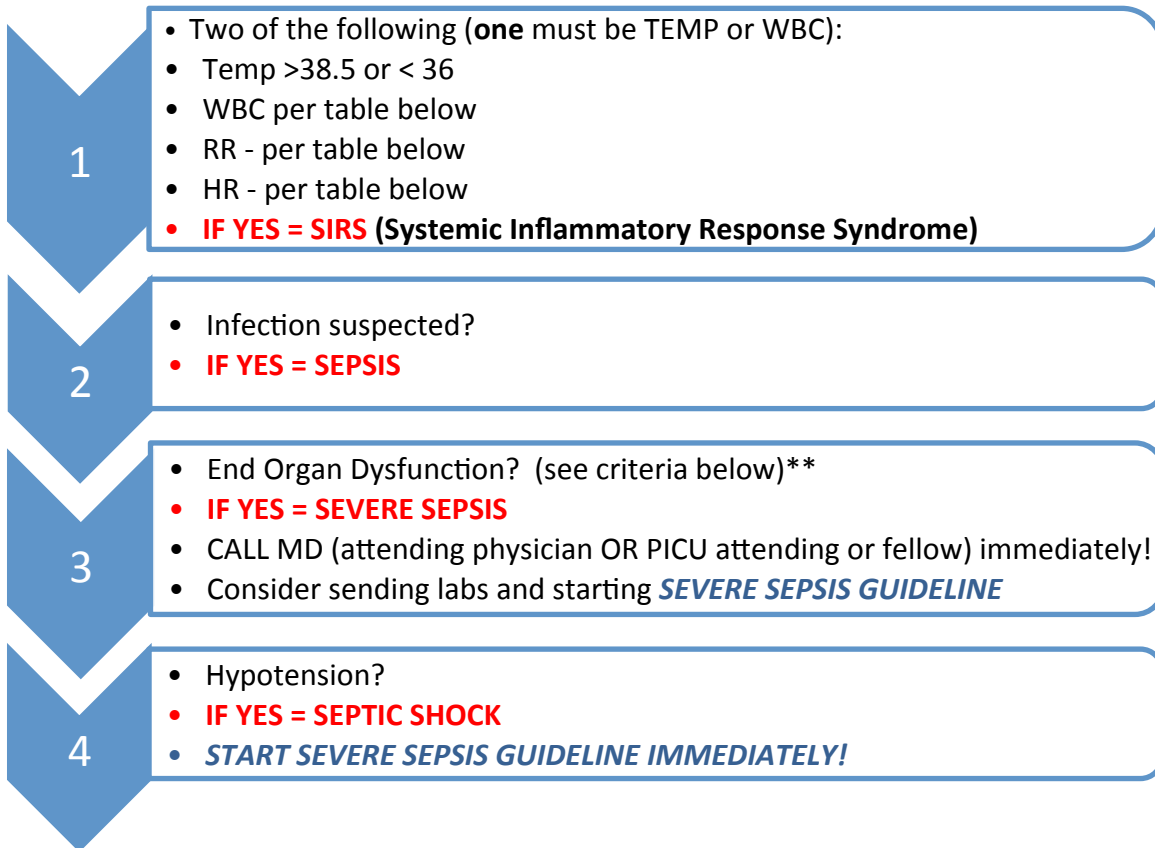 1
• Two of the following (one must be TEMP or WBC):
• Temp >38.5 or < 36
• WBC per table below
• RR - per table below
• HR - per table below
• IF YES = SIRS (Systemic Inflammatory Response Syndrome)
2
• Infection suspected?
• IF YES = SEPSIS
3
• End Organ Dysfunction? (see criteria below)**
• IF YES = SEVERE SEPSIS
• CALL MD (attending physician OR PICU attending or fellow) immediately!
• Consider sending labs and starting SEVERE SEPSIS GUIDELINE
4
• Hypotension?
• IF YES = SEPTIC SHOCK
• START SEVERE SEPSIS GUIDELINE IMMEDIATELY!